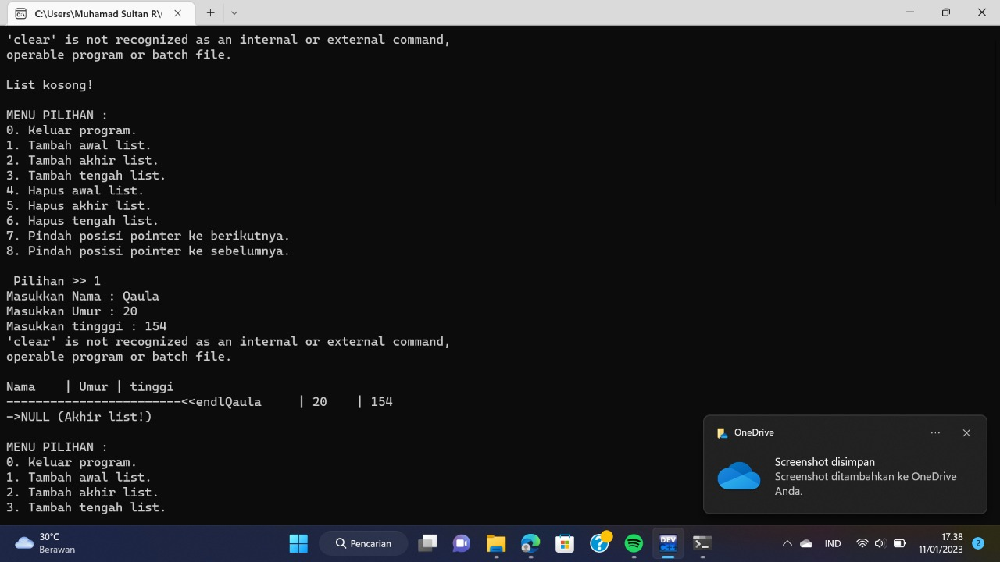 C:\Users\Muhamad Sultan R\(
'clear' is not recognized as an internal or external command,
operable program or batch file.
List kosong!
MENU PILIHAN :
0. Keluar program.
1. Tambah awal list.
2. Tambah akhir list.
3. Tambah tengah list.
4. Hapus awal list.
5. Hapus akhir list.
6. Hapus tengah list.
7. Pindah posisi pointer ke berikutnya.
8. Pindah posisi pointer ke sebelumnya.
Pilihan >> 1
Masukkan Nama : Qaula
Masukkan Umur : 20
Masukkan tingggi : 154
'clear' is not recognized as an internal or external command,
operable program or batch file.
Nama    | Umur | tinggi
------------------------<<endlQaula     | 20    | 154
->NULL (Akhir list!)
MENU PILIHAN :
0. Keluar program.
1. Tambah awal list.
2. Tambah akhir list.
3. Tambah tengah list.
OneDrive
Screenshot disimpan
Screenshot ditambahkan ke OneDrive
Anda.
30°C
Berawan
Pencarian
DEV
IND
17.38
11/01/2023
2